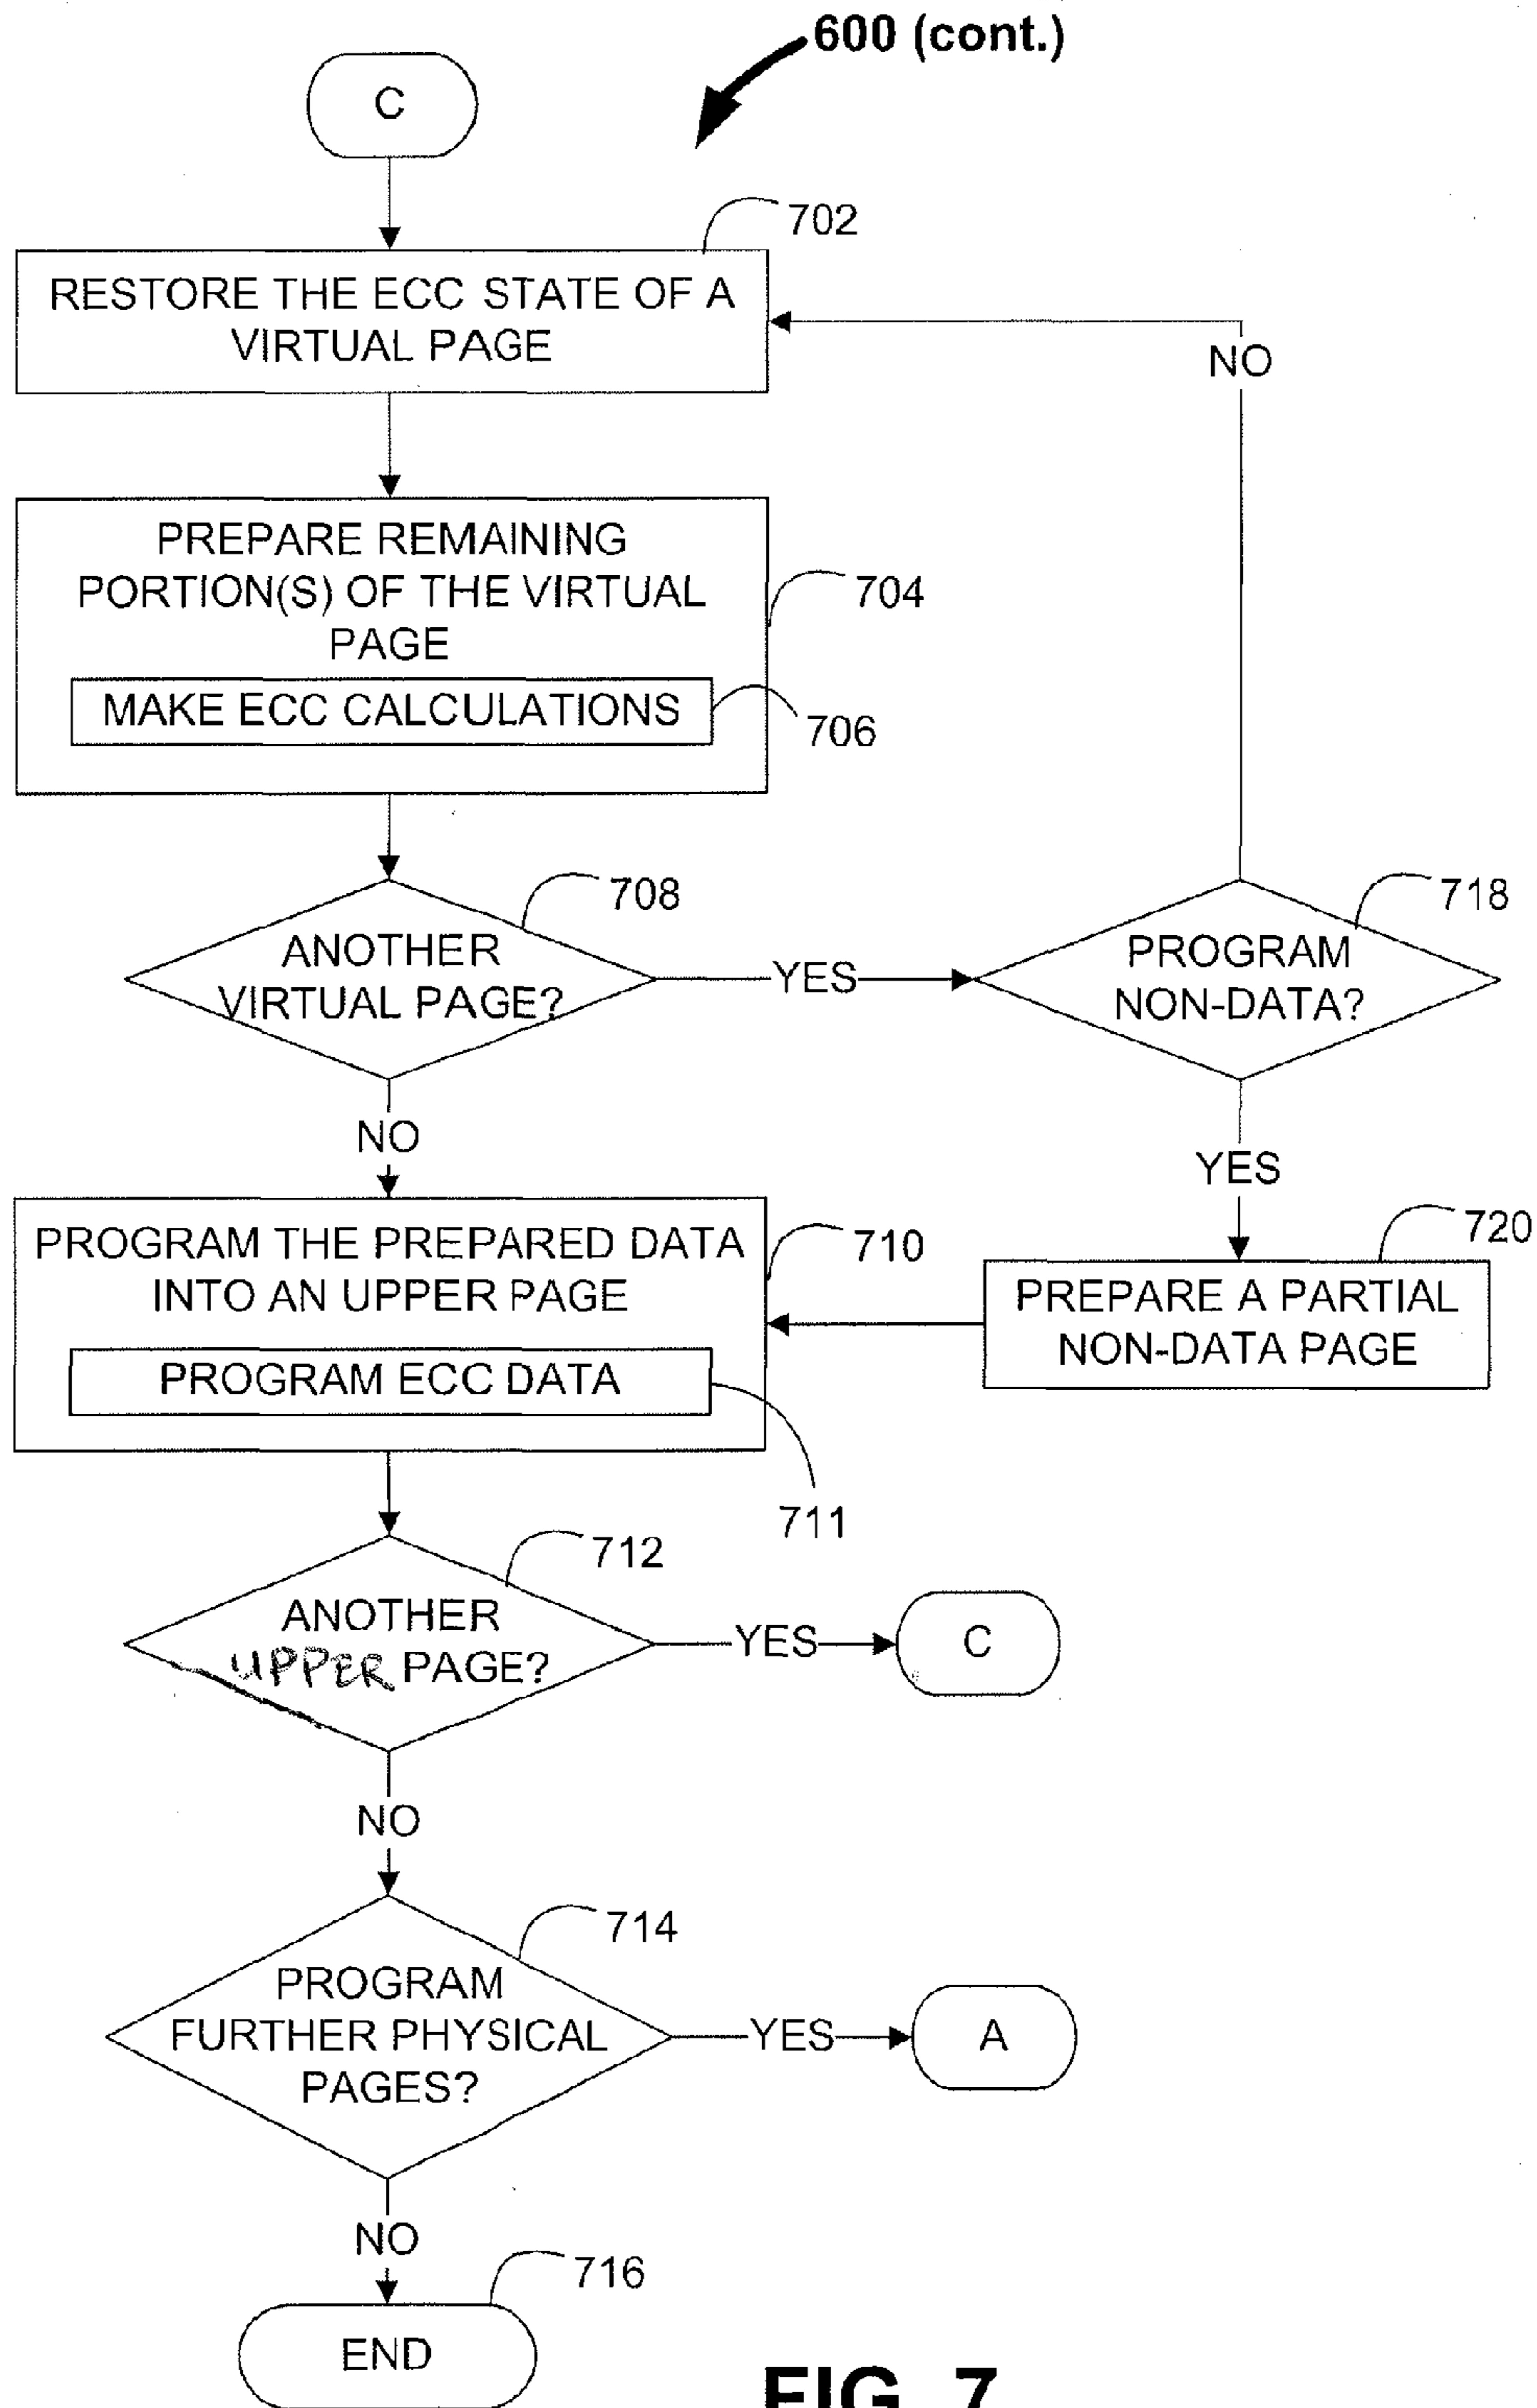 600 (cont.)
C
702
RESTORE THE ECC STATE OF A
VIRTUAL PAGE
NO
PREPARE REMAINING
PORTION(S) OF THE VIRTUAL
PAGE
704
MAKE ECC CALCULATIONS
706
708
ANOTHER
VIRTUAL PAGE?
YES
718
PROGRAM
NON-DATA?
NO
YES
PROGRAM THE PREPARED DATA
INTO AN UPPER PAGE
710
PROGRAM ECC DATA
711
720
PREPARE A PARTIAL
NON-DATA PAGE
712
ANOTHER
UPPER PAGE?
YES
C
NO
714
PROGRAM
FURTHER PHYSICAL
PAGES?
YES
A
NO
716
END
FIG. 7